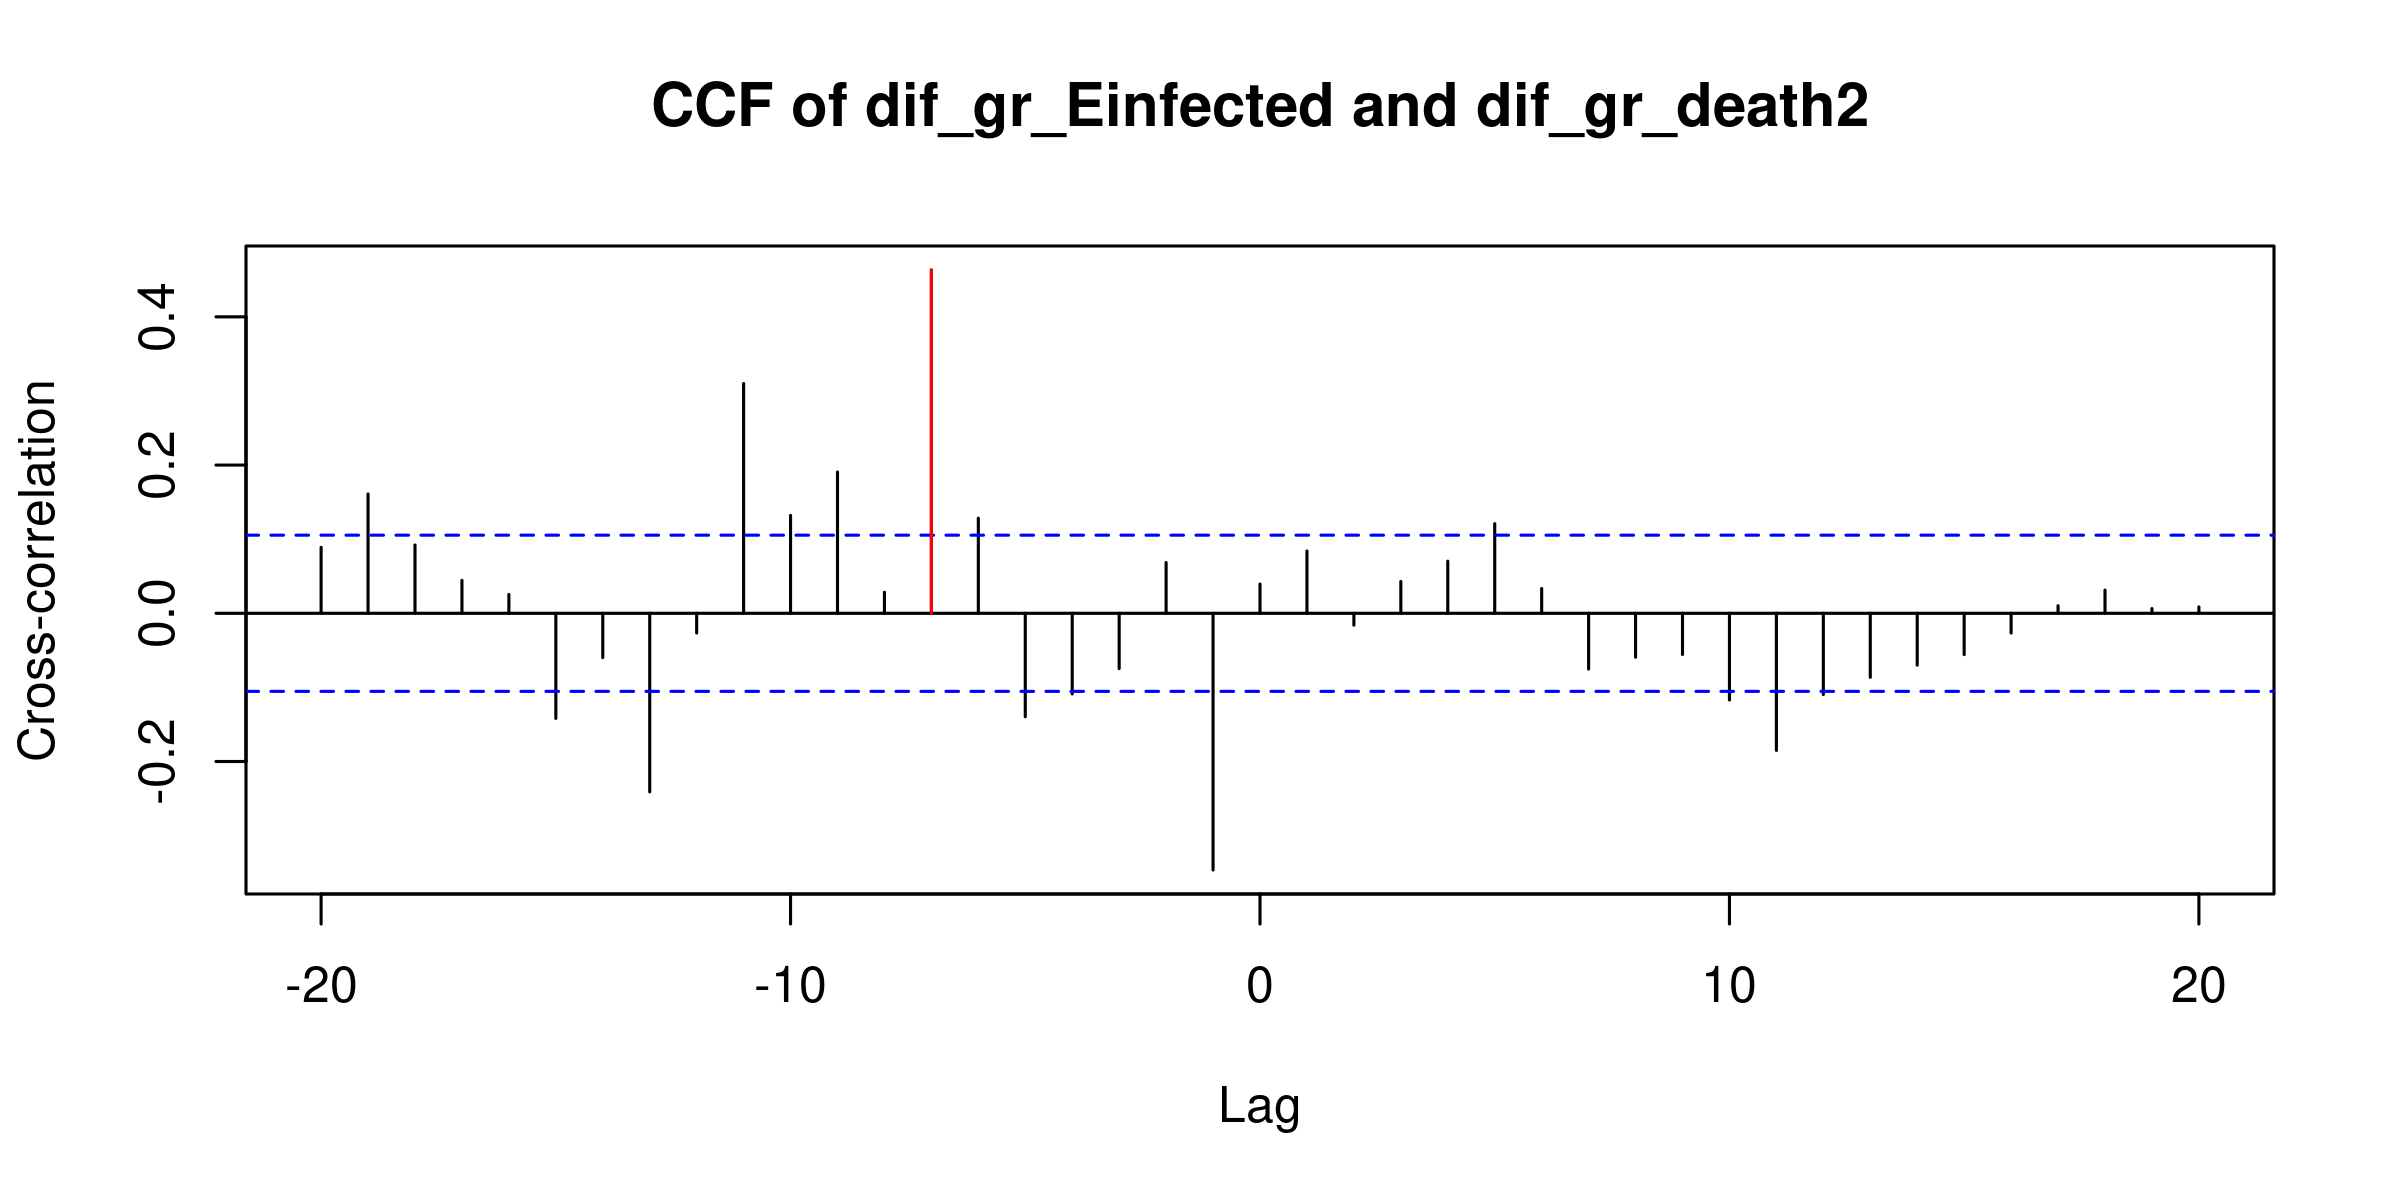 CCF of dif_gr_Einfected and dif_gr_death2
Cross-correlation
0.4
0.2
0.0
-0.2
-20 -10 0 10 20
Lag